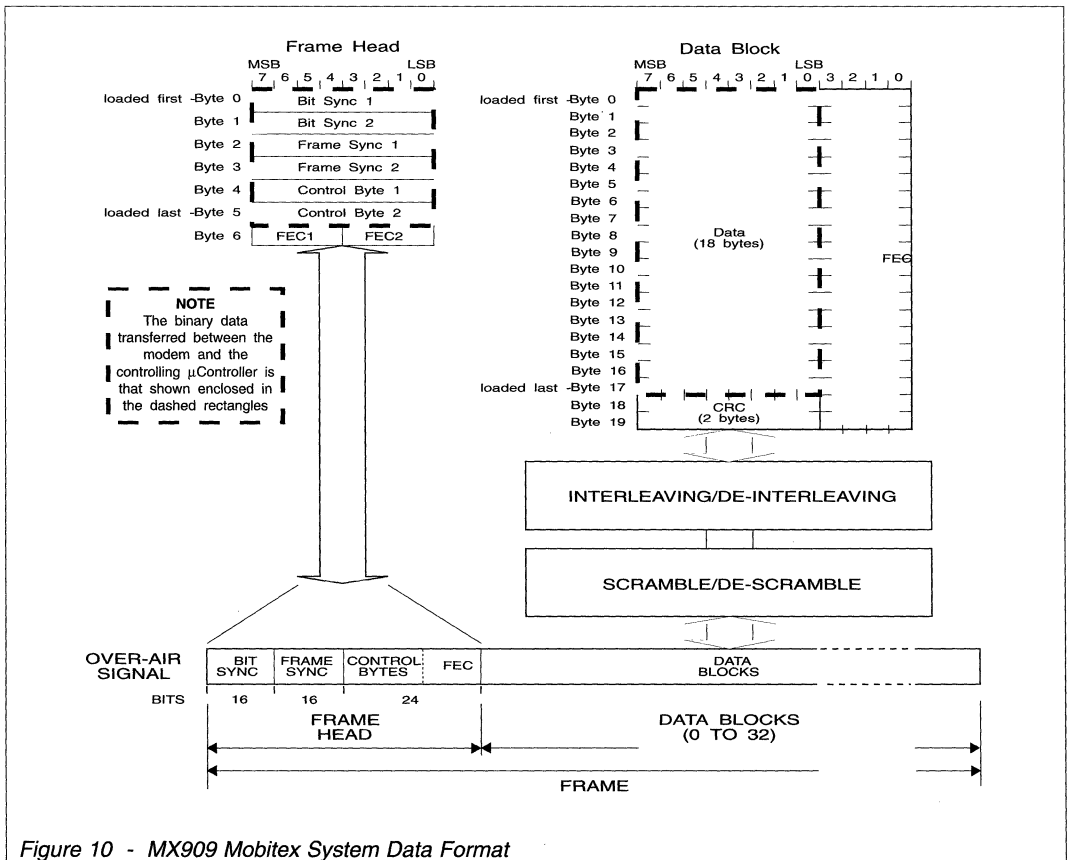 Frame Head
MSB LSB
7 6 5 4 3 2 1 0
loaded first -Byte 0 Bit Sync 1
Byte 1 Bit Sync 2
Byte 2 Frame Sync 1
Byte 3 Frame Sync 2
Byte 4 Control Byte 1
loaded last -Byte 5 Control Byte 2
Byte 6 FEC1 FEC2
Data Block
MSB LSB
7 6 5 4 3 2 1 0 3 2 1 0
loaded first -Byte 0
Byte 1
Byte 2
Byte 3
Byte 4
Byte 5
Byte 6
Byte 7
Byte 8
Byte 9
Byte 10
Byte 11
Byte 12
Byte 13
Byte 14
Byte 15
Byte 16
loaded last -Byte 17
Byte 18
Byte 19
Data
(18 bytes)
FEC
CRC
(2 bytes)
NOTE
The binary data
transferred between the
modem and the
controlling µController is
that shown enclosed in
the dashed rectangles
INTERLEAVING/DE-INTERLEAVING
SCRAMBLE/DE-SCRAMBLE
OVER-AIR
SIGNAL
BIT
SYNC
FRAME
SYNC
CONTROL
BYTES
FEC
DATA
BLOCKS
BITS 16 16 24
FRAME
HEAD
DATA BLOCKS
(0 TO 32)
FRAME
Figure 10 - MX909 Mobitex System Data Format